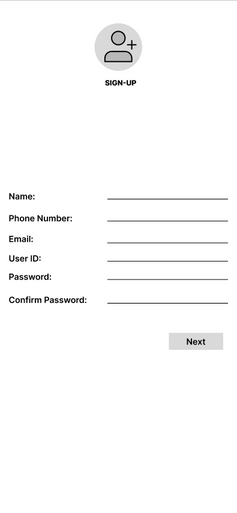 SIGN-UP
Name:
Phone Number:
Email:
User ID:
Password:
Confirm Password:
Next